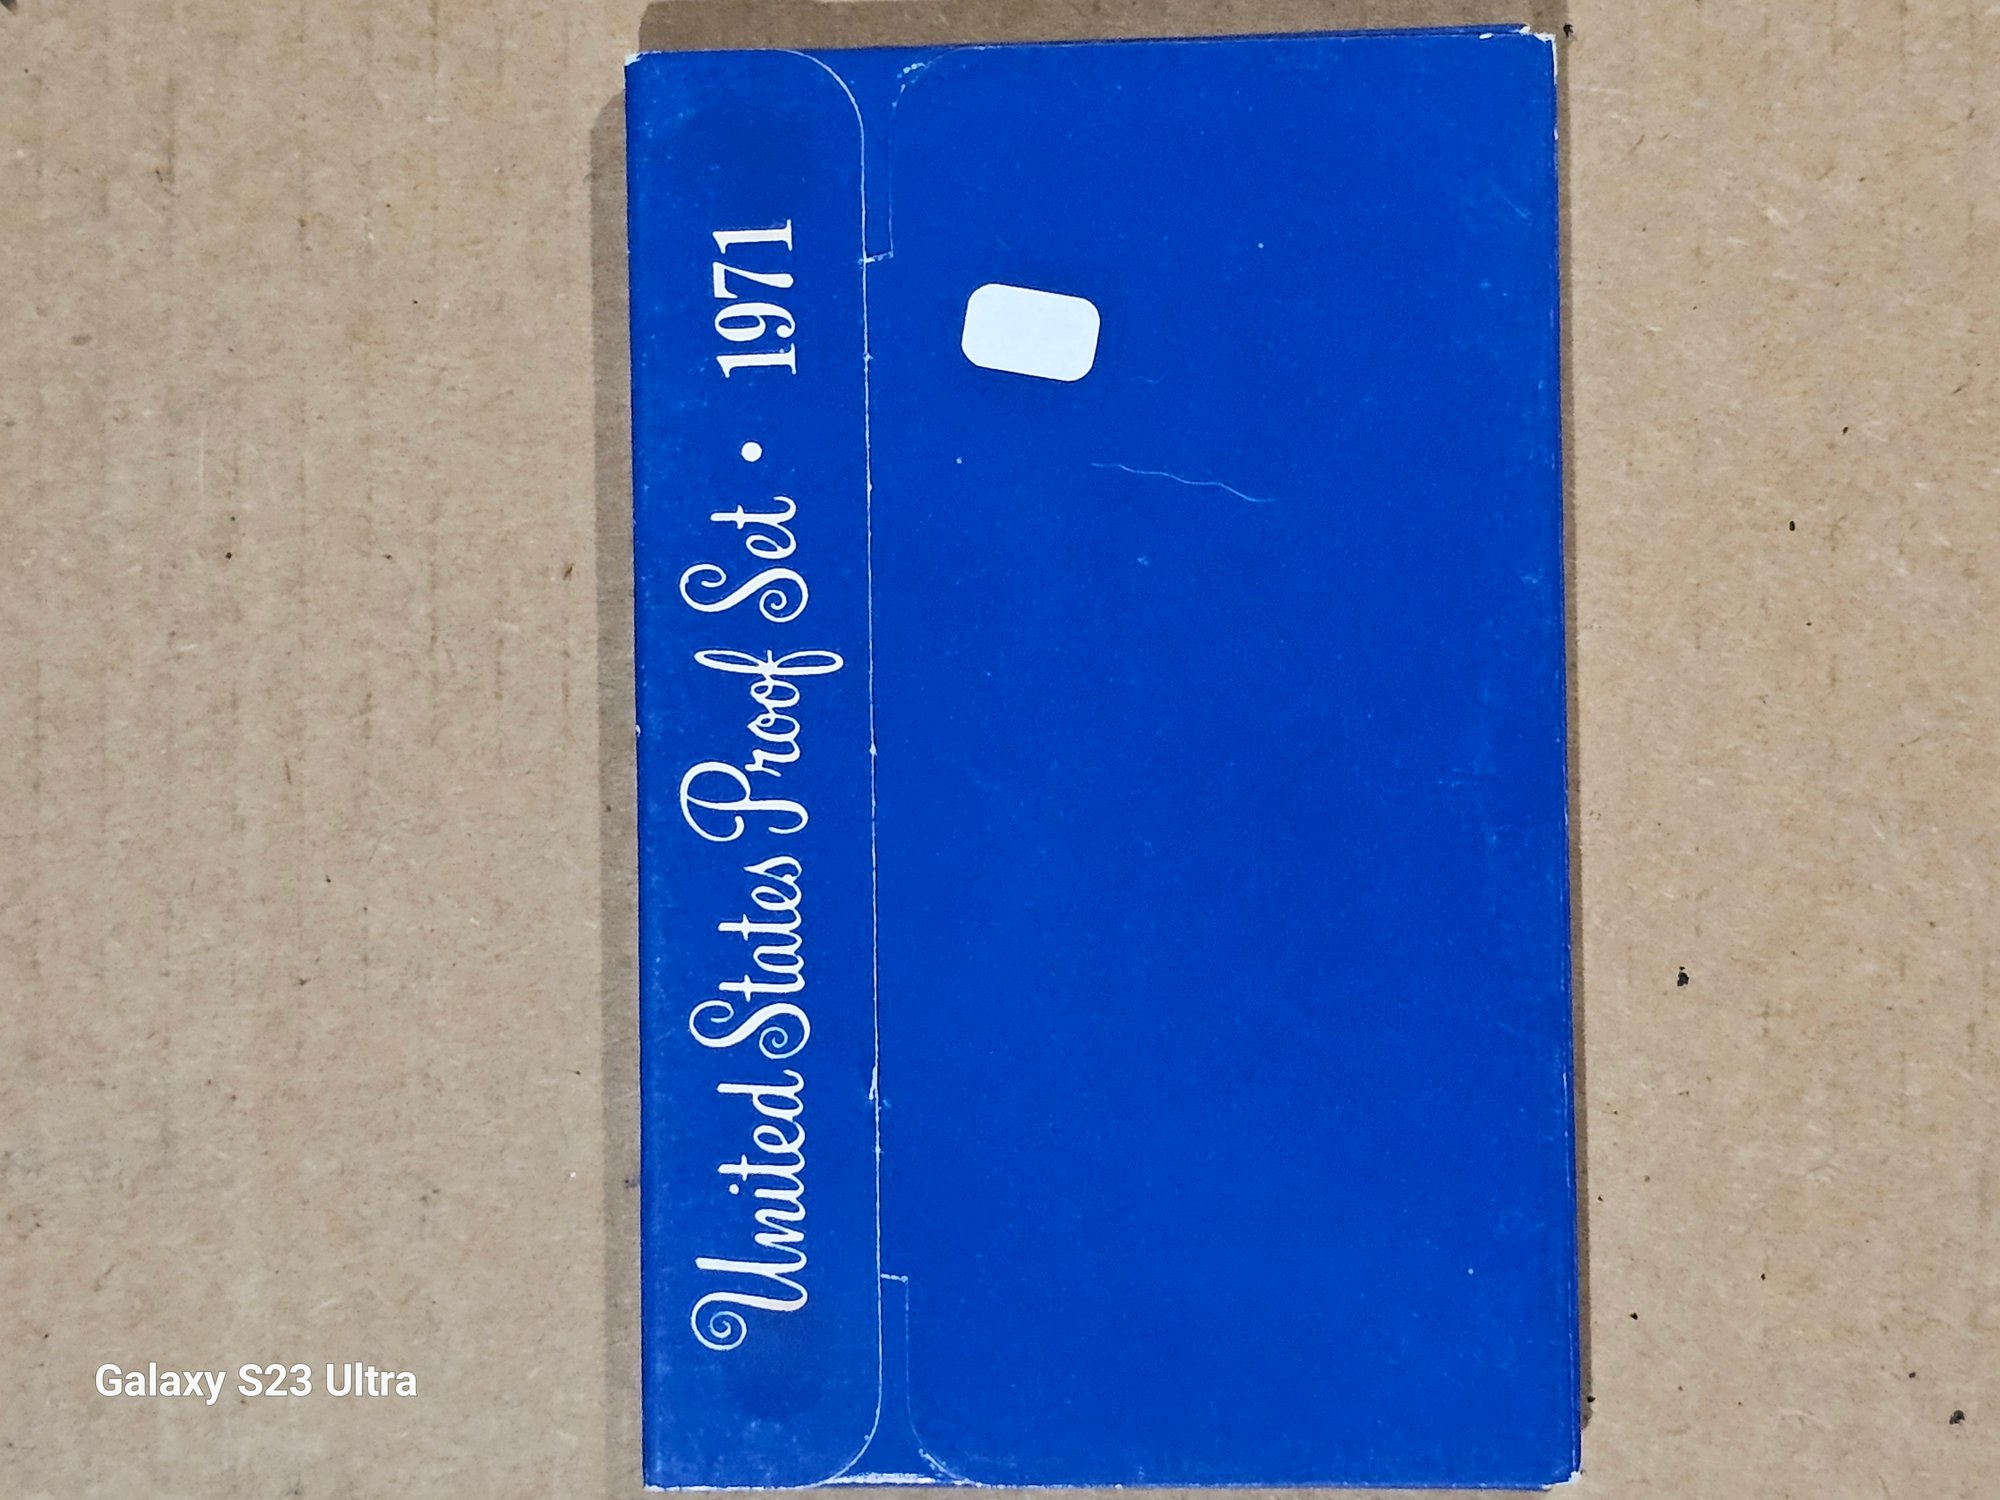 United States Proof Set • 1971
Galaxy S23 Ultra